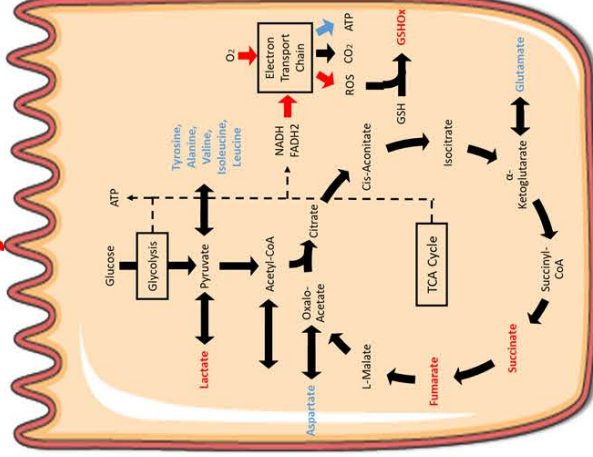 Glucose
Glycolysis
ATP
Pyruvate
Lactate
Tyrosine,
Alanine,
Valine,
Isoleucine,
Leucine
Acetyl-CoA
NADH
FADH2
O2
Electron
Transport
Chain
ATP
CO2
ROS
GSH
GSHOx
Aspartate
Oxalo-
Acetate
Citrate
Cis-Aconitate
Isocitrate
α-
Ketoglutarate
Glutamate
Succinyl-
CoA
Succinate
Fumarate
L-Malate
TCA Cycle